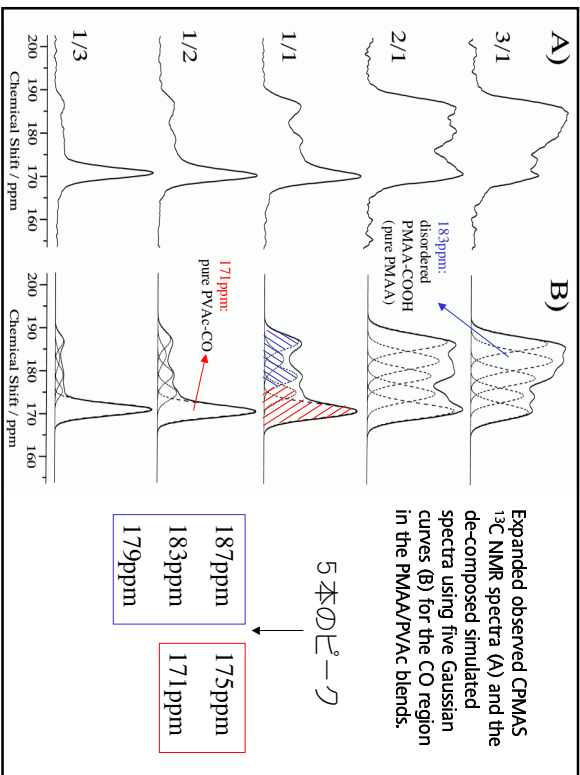 A)
3/1
2/1
1/1
1/2
1/3
200 190 180 170 160
Chemical Shift / ppm
B)
183ppm:
disordered
PMAA-COOH
(pure PMAA)
171ppm:
pure PVAc-CO
200 190 180 170 160
Chemical Shift / ppm
Expanded observed CPMAS
¹³C NMR spectra (A) and the
de-composed simulated
spectra using five Gaussian
curves (B) for the CO region
in the PMAA/PVAc blends.
5本のピーク
187ppm
183ppm
179ppm
175ppm
171ppm